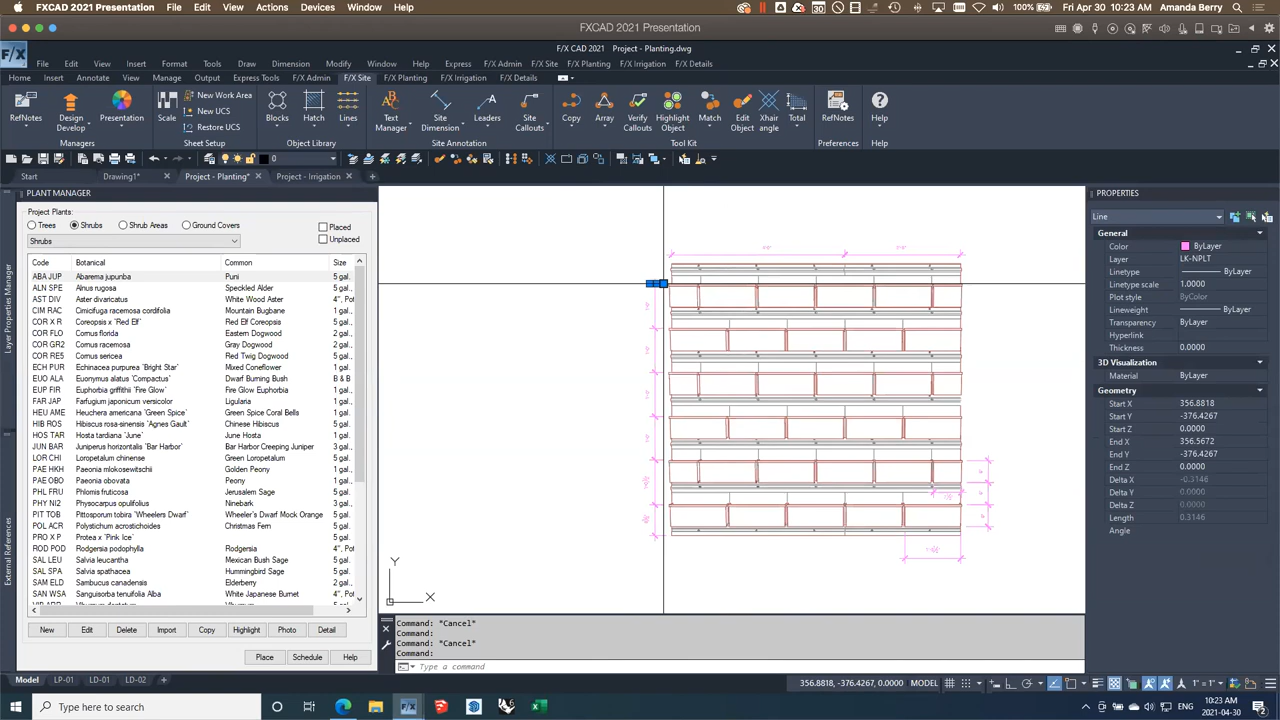 FXCAD 2021 Presentation File Project Edit View Actions Devices Window Help Fri Apr 30 10:23 AM Amanda Berry
FXCAD 2021 Presentation
F/X CAD 2021 Project - Planting.dwg
File Edit View Insert Format Tools Draw Dimension Modify Window Help Express F/X Admin F/X Site F/X Planting F/X Irrigation F/X Details
Home Insert Annotate View Manage Output Express Tools F/X Admin F/X Site F/X Planting F/X Irrigation F/X Details
RefNotes Design Develop Presentation Scale New Work Area New UCS Restore UCS Blocks Hatch Lines Text Manager Site Dimension Leaders Site Callouts Copy Array Verify Callouts Highlight Object Match Edit Object Xhair angle Total RefNotes Help
Managers Sheet Setup Object Library Site Annotation Tool Kit Preferences Help
0
Start Drawing1* Project - Planting* Project - Irrigation
PLANT MANAGER
Project Plants:
Trees Shrubs Shrub Areas Ground Covers
Placed
Unplaced
Shrubs
Code Botanical Common Size
ABA JUP Abarema jupunba Puni 5 gal.
ALN SPE Alnus rugosa Speckled Alder 5 gal.
AST DIV Aster divaricatus White Wood Aster 4", Pot
CIM RAC Cimicifuga racemosa cordifolia Mountain Bugbane 1 gal.
COR X R Coreopsis x `Red Elf` Red Elf Coreopsis 5 gal.
COR FLO Cornus florida Eastern Dogwood 2 gal.
COR GR2 Cornus racemosa Gray Dogwood 2 gal.
COR RE5 Cornus sericea Red Twig Dogwood 5 gal.
ECH PUR Echinacea purpurea `Bright Star` Mixed Coneflower 1 gal.
EUO ALA Euonymus alatus `Compactus` Dwarf Burning Bush B & B
EUP FIR Euphorbia griffithii `Fire Glow` Fire Glow Euphorbia 5 gal.
FAR JAP Farfugium japonicum versicolor Ligularia 1 gal.
HEU AME Heuchera americana `Green Spice` Green Spice Coral Bells 1 gal.
HIB ROS Hibiscus rosa-sinensis `Agnes Gault` Chinese Hibiscus 5 gal.
HOS TAR Hosta tardiana `June` June Hosta 1 gal.
JUN BAR Juniperus horizontalis `Bar Harbor` Bar Harbor Creeping Juniper 3 gal.
LOR CHI Loropetalum chinense Green Loropetalum 5 gal.
PAE HKH Paeonia mlokosewitschii Golden Peony 1 gal.,
PAE OBO Paeonia obovata Peony 1 gal.,
PHL FRU Phlomis fruticosa Jerusalem Sage 5 gal.
PHY NI2 Physocarpus opulifolius Ninebark 3 gal.
PIT TOB Pittosporum tobira `Wheelers Dwarf` Wheeler's Dwarf Mock Orange 2 gal.
POL ACR Polystichum acrostichoides Christmas Fern 2 gal.
PRO X P Protea x `Pink Ice` Protea 5 gal.
ROD POD Rodgersia podophylla Rodgersia 4", Pot
SAL LEU Salvia leucantha Mexican Bush Sage 5 gal.
SAL SPA Salvia spathacea Hummingbird Sage 5 gal.
SAM ELD Sambucus canadensis Elderberry 2 gal.
SAN WSA Sanguisorba tenuifolia Alba White Japanese Burnet 4", Pot
New Edit Delete Import Copy Highlight Photo Detail
Place Schedule Help
Layer Properties Manager
External References
Y
X
Command: *Cancel*
Command:
Command: *Cancel*
Command:
Type a command
PROPERTIES
Line
General
Color ByLayer
Layer LK-NPLT
Linetype ByLayer
Linetype scale 1.0000
Plot style ByColor
Lineweight ByLayer
Transparency ByLayer
Hyperlink
Thickness 0.0000
3D Visualization
Material ByLayer
Geometry
Start X 356.8818
Start Y -376.4267
Start Z 0.0000
End X 356.5672
End Y -376.4267
End Z 0.0000
Delta X -0.3146
Delta Y 0.0000
Delta Z 0.0000
Length 0.3146
Angle
Model LP-01 LD-01 LD-02
356.8818, -376.4267, 0.0000 MODEL 1" = 1"
Type here to search
ENG 10:23 AM 2021-04-30